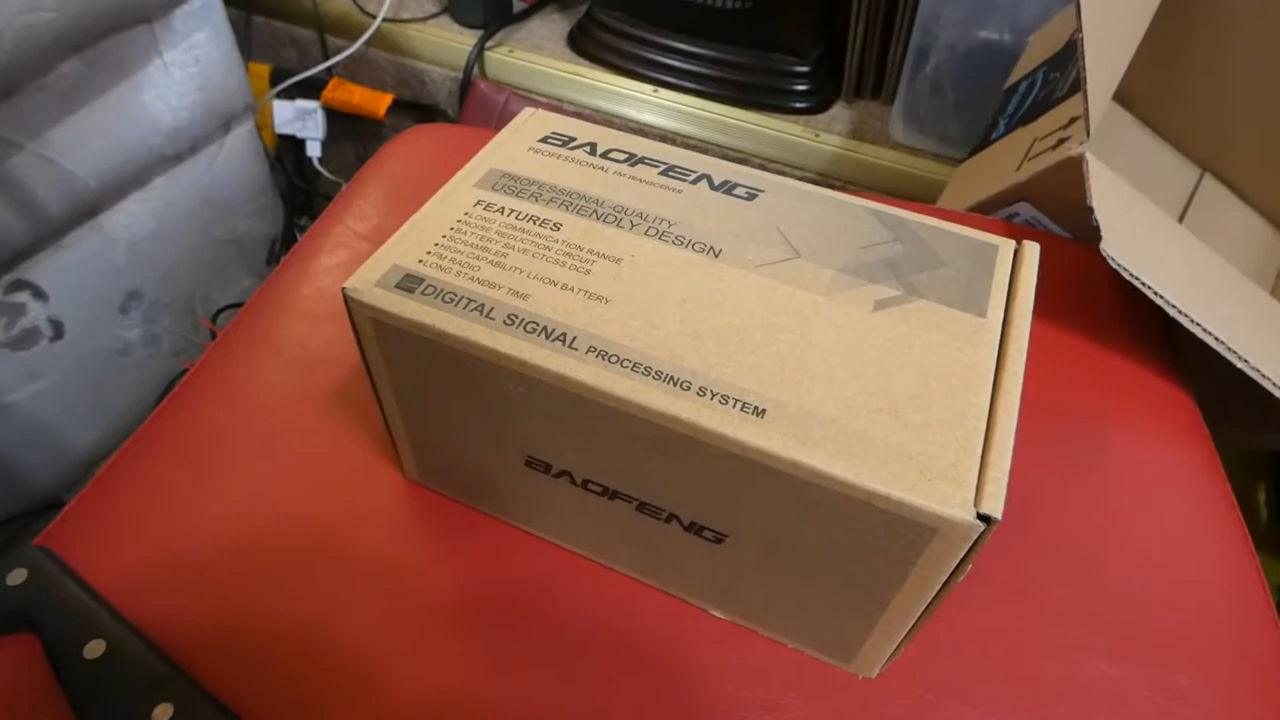 BAOFENG
PROFESSIONAL FM TRANSCEIVER
PROFESSIONAL-QUALITY
USER-FRIENDLY DESIGN
FEATURES
•LONG COMMUNICATION RANGE
•NOISE REDUCTION CIRCUIT
•BATTERY SAVE.CTCSS DCS
•SCRAMBLER
•HIGH CAPABILITY LI-ION BATTERY
•FM RADIO
•LONG STANDBY TIME
DIGITAL SIGNAL PROCESSING SYSTEM
BAOFENG